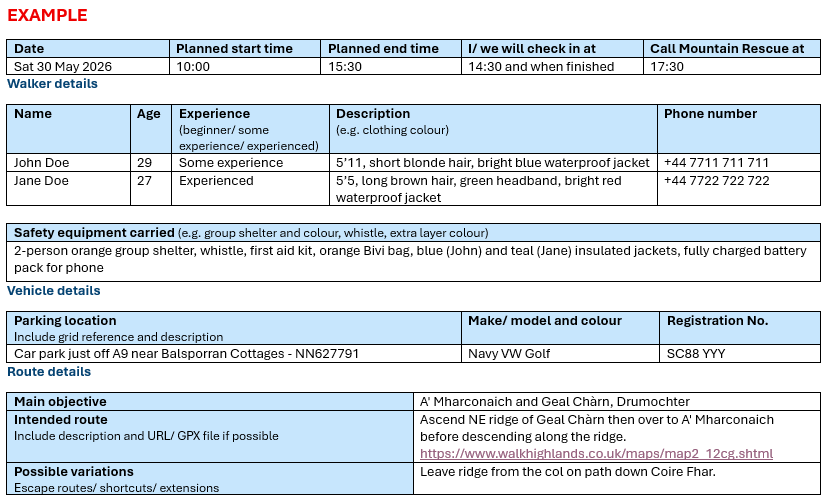 EXAMPLE
Date Planned start time Planned end time I/ we will check in at Call Mountain Rescue at
Sat 30 May 2026 10:00 15:30 14:30 and when finished 17:30
Walker details
Name Age Experience Description Phone number
(beginner/ some (e.g. clothing colour)
experience/ experienced)
John Doe 29 Some experience 5’11, short blonde hair, bright blue waterproof jacket +44 7711 711 711
Jane Doe 27 Experienced 5’5, long brown hair, green headband, bright red +44 7722 722 722
waterproof jacket
Safety equipment carried (e.g. group shelter and colour, whistle, extra layer colour)
2-person orange group shelter, whistle, first aid kit, orange Bivi bag, blue (John) and teal (Jane) insulated jackets, fully charged battery
pack for phone
Vehicle details
Parking location Make/ model and colour Registration No.
Include grid reference and description
Car park just off A9 near Balsporran Cottages - NN627791 Navy VW Golf SC88 YYY
Route details
Main objective A' Mharconaich and Geal Chàrn, Drumochter
Intended route Ascend NE ridge of Geal Chàrn then over to A' Mharconaich
Include description and URL/ GPX file if possible before descending along the ridge.
https://www.walkhighlands.co.uk/maps/map2_12cg.shtml
Possible variations Leave ridge from the col on path down Coire Fhar.
Escape routes/ shortcuts/ extensions